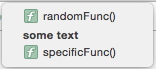 f randomFunc()
some text
f specificFunc()